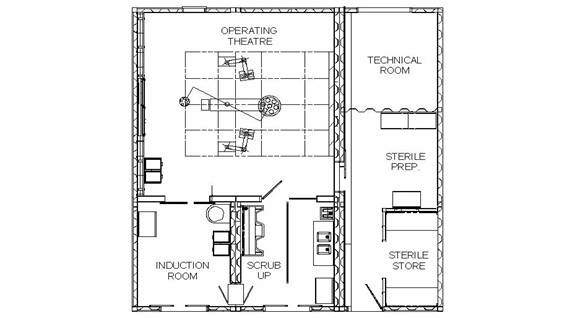 OPERATING
THEATRE
TECHNICAL
ROOM
STERILE
PREP.
INDUCTION
ROOM
SCRUB
UP
STERILE
STORE